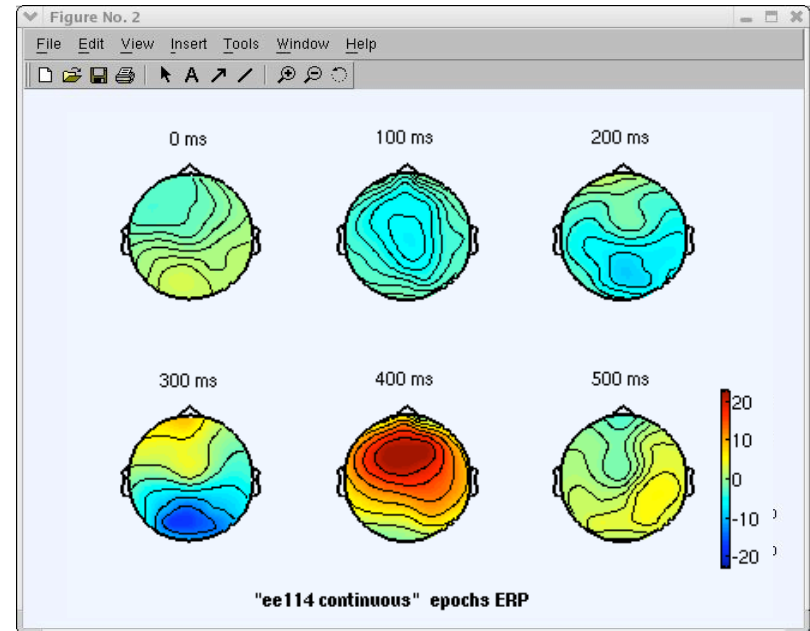 Figure No. 2
File Edit View Insert Tools Window Help
A
0 ms 100 ms 200 ms
300 ms 400 ms 500 ms
20
10
0
-10
-20
"ee114 continuous" epochs ERP